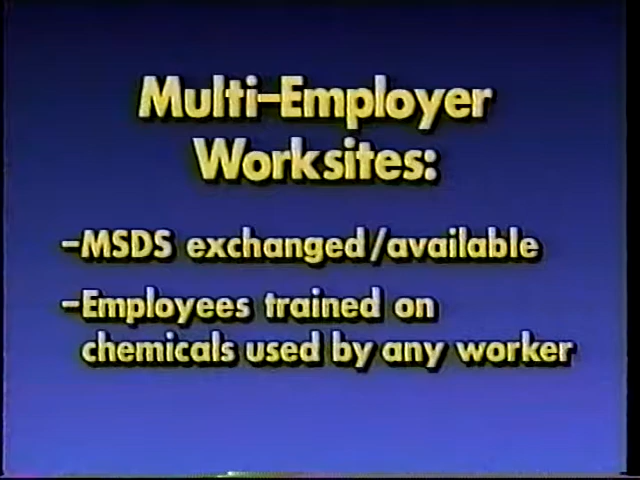 Multi-Employer
Worksites:
-MSDS exchanged/available
-Employees trained on
chemicals used by any worker